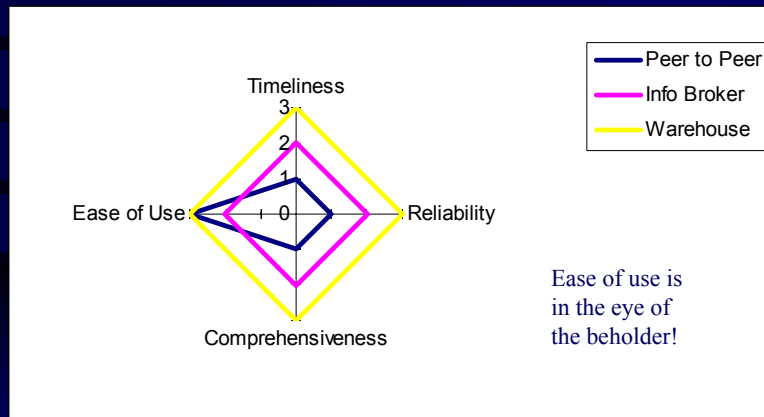 Peer to Peer
Info Broker
Warehouse
Timeliness
3
2
1
0
Ease of Use
Reliability
Comprehensiveness
Ease of use is
in the eye of
the beholder!